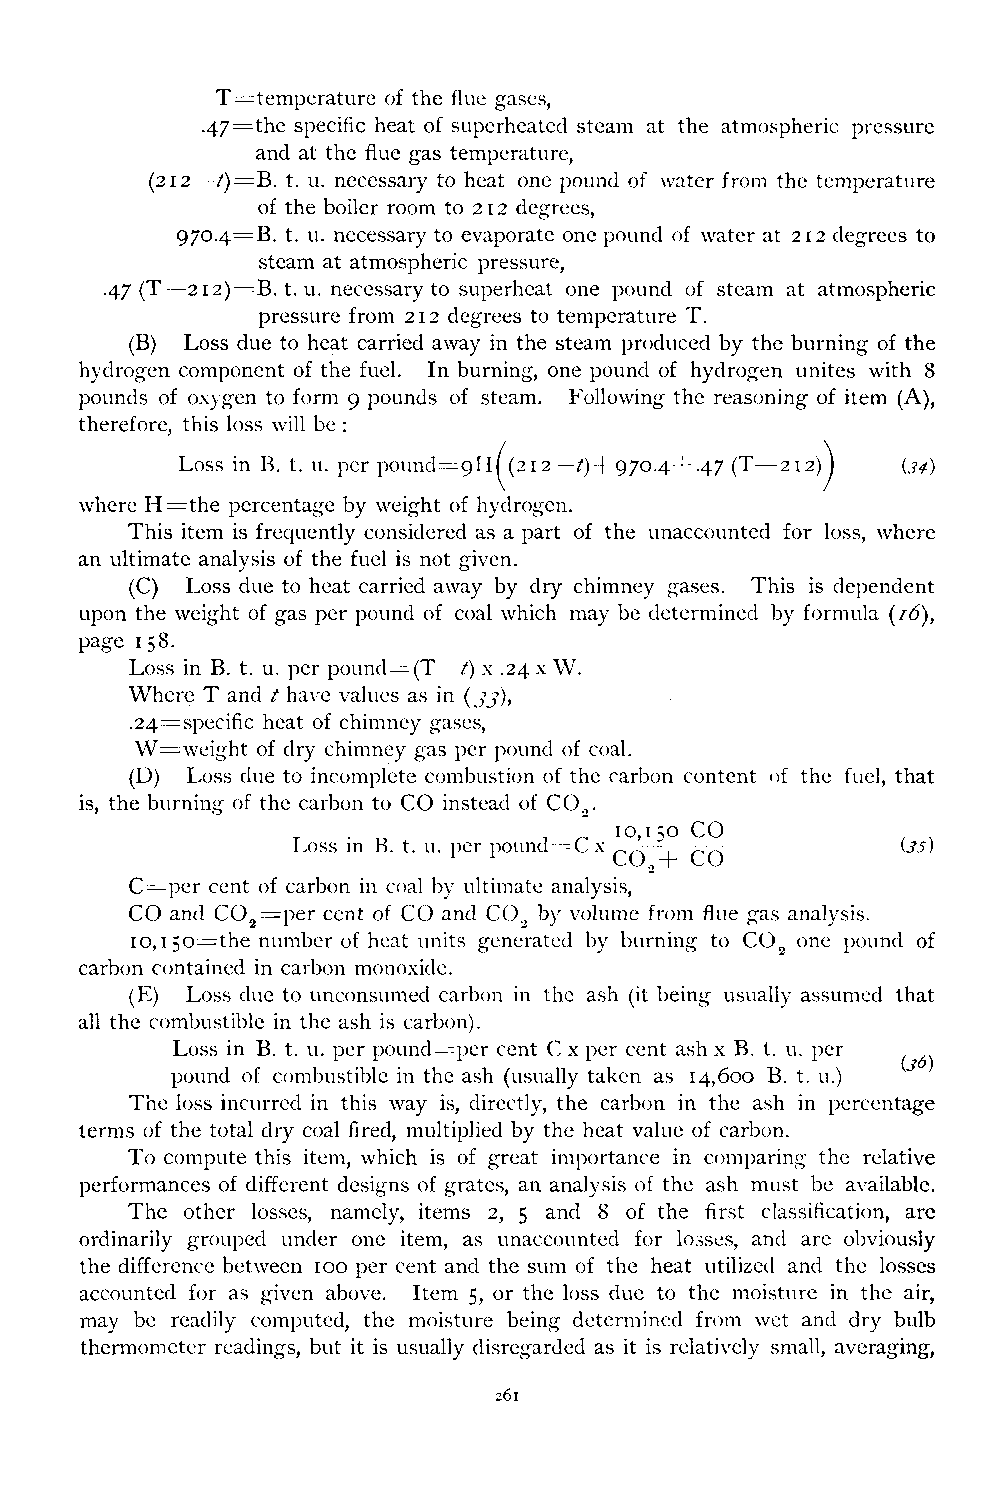 T=temperature of the flue gases,
.47=the specific heat of superheated steam at the atmospheric pressure
and at the flue gas temperature,
(212 -t)=B. t. u. necessary to heat one pound of water from the temperature
of the boiler room to 212 degrees,
970.4=B. t. u. necessary to evaporate one pound of water at 212 degrees to
steam at atmospheric pressure,
.47 (T—212)=B. t. u. necessary to superheat one pound of steam at atmospheric
pressure from 212 degrees to temperature T.
(B) Loss due to heat carried away in the steam produced by the burning of the
hydrogen component of the fuel. In burning, one pound of hydrogen unites with 8
pounds of oxygen to form 9 pounds of steam. Following the reasoning of item (A),
therefore, this loss will be :
Loss in B. t. u. per pound=9H((212—t)+970.4+.47 (T—212)) (34)
where H=the percentage by weight of hydrogen.
This item is frequently considered as a part of the unaccounted for loss, where
an ultimate analysis of the fuel is not given.
(C) Loss due to heat carried away by dry chimney gases. This is dependent
upon the weight of gas per pound of coal which may be determined by formula (16),
page 158.
Loss in B. t. u. per pound=(T t) x .24 x W.
Where T and t have values as in (33),
.24=specific heat of chimney gases,
W=weight of dry chimney gas per pound of coal.
(D) Loss due to incomplete combustion of the carbon content of the fuel, that
is, the burning of the carbon to CO instead of CO₂.
10,150 CO
Loss in B. t. u. per pound=C x (35)
CO₂+ CO
C=per cent of carbon in coal by ultimate analysis,
CO and CO₂=per cent of CO and CO₂ by volume from flue gas analysis.
10,150=the number of heat units generated by burning to CO₂ one pound of
carbon contained in carbon monoxide.
(E) Loss due to unconsumed carbon in the ash (it being usually assumed that
all the combustible in the ash is carbon).
Loss in B. t. u. per pound=per cent C x per cent ash x B. t. u. per
pound of combustible in the ash (usually taken as 14,600 B. t. u.) (36)
The loss incurred in this way is, directly, the carbon in the ash in percentage
terms of the total dry coal fired, multiplied by the heat value of carbon.
To compute this item, which is of great importance in comparing the relative
performances of different designs of grates, an analysis of the ash must be available.
The other losses, namely, items 2, 5 and 8 of the first classification, are
ordinarily grouped under one item, as unaccounted for losses, and are obviously
the difference between 100 per cent and the sum of the heat utilized and the losses
accounted for as given above. Item 5, or the loss due to the moisture in the air,
may be readily computed, the moisture being determined from wet and dry bulb
thermometer readings, but it is usually disregarded as it is relatively small, averaging,
261